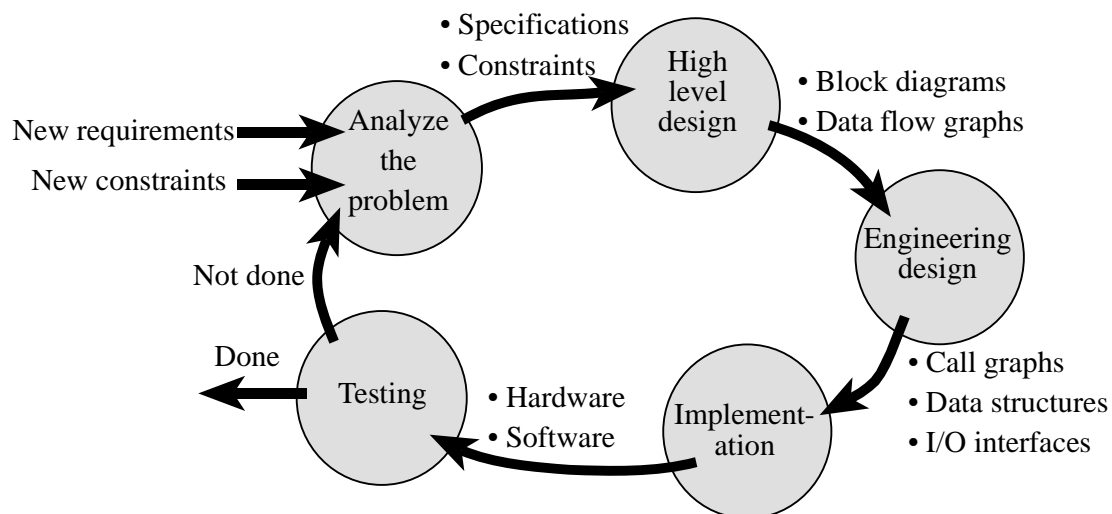 • Specifications
• Constraints
High
level
design
• Block diagrams
• Data flow graphs
New requirements
New constraints
Analyze
the
problem
Engineering
design
Not done
Done
Testing
• Hardware
• Software
Implement-
ation
• Call graphs
• Data structures
• I/O interfaces